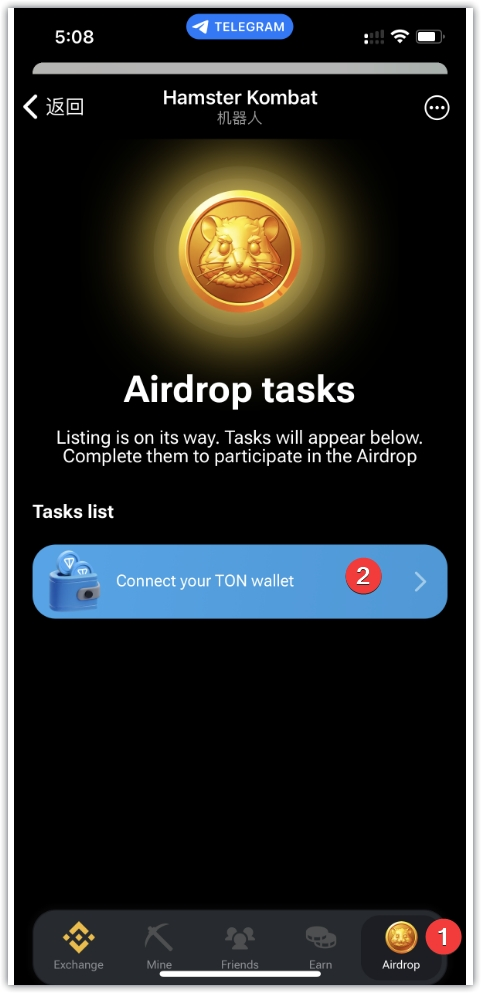 5:08
TELEGRAM
返回
Hamster Kombat
机器人
Airdrop tasks
Listing is on its way. Tasks will appear below.
Complete them to participate in the Airdrop
Tasks list
Connect your TON wallet
2
Exchange
Mine
Friends
Earn
Airdrop
1